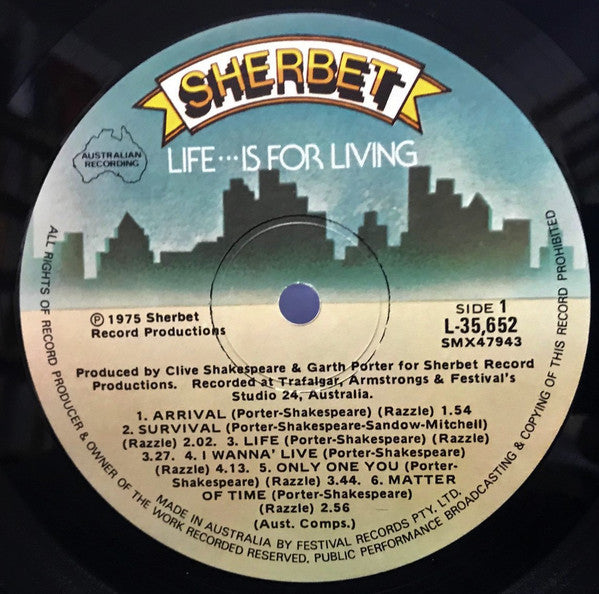 SHERBET
LIFE···IS FOR LIVING
AUSTRALIAN
RECORDING
℗ 1975 Sherbet
Record Productions
SIDE 1
L-35,652
SMX47943
Produced by Clive Shakespeare & Garth Porter for Sherbet Record
Productions. Recorded at Trafalgar, Armstrongs & Festival's
Studio 24, Australia.
1. ARRIVAL (Porter-Shakespeare) (Razzle) 1.54
2. SURVIVAL (Porter-Shakespeare-Sandow-Mitchell)
(Razzle) 2.02. 3. LIFE (Porter-Shakespeare) (Razzle)
3.27. 4. I WANNA' LIVE (Porter-Shakespeare)
(Razzle) 4.13. 5. ONLY ONE YOU (Porter-
Shakespeare) (Razzle) 3.44. 6. MATTER
OF TIME (Porter-Shakespeare)
(Razzle) 2.56
(Aust. Comps.)
ALL RIGHTS OF RECORD PRODUCER & OWNER OF THE WORK RECORDED RESERVED. PUBLIC PERFORMANCE BROADCASTING & COPYING OF THIS RECORD PROHIBITED
MADE IN AUSTRALIA BY FESTIVAL RECORDS PTY. LTD.